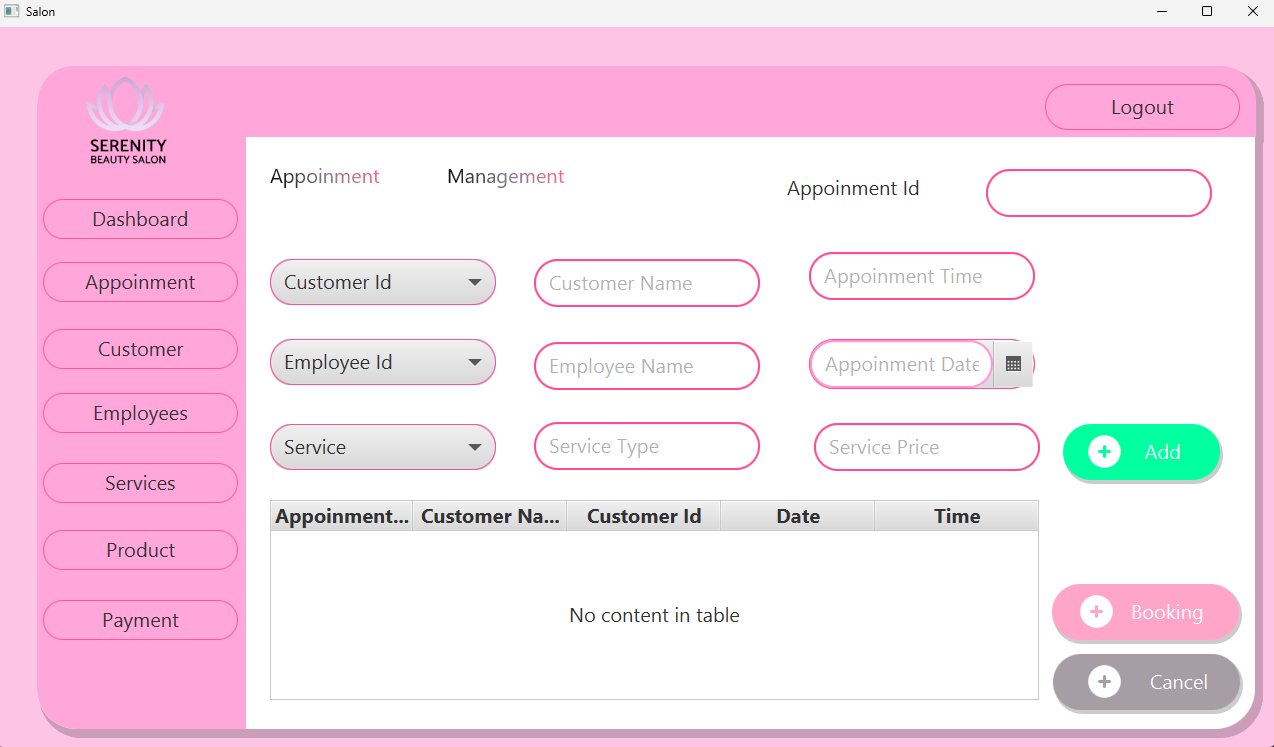 Salon
SERENITY
BEAUTY SALON
Logout
Dashboard
Appoinment
Customer
Employees
Services
Product
Payment
Appoinment Management
Appoinment Id
Customer Id
Customer Name
Appoinment Time
Employee Id
Employee Name
Appoinment Date
Service
Service Type
Service Price
Add
Appoinment... Customer Na... Customer Id Date Time
No content in table
Booking
Cancel